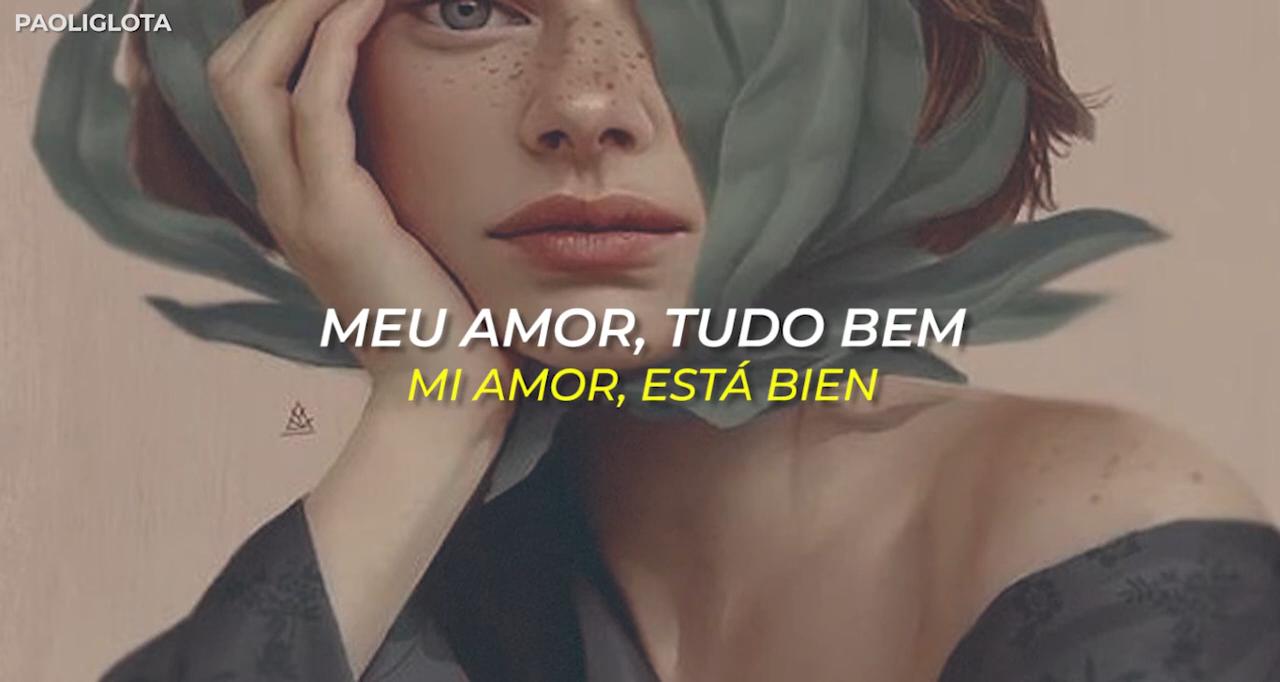 PAOLIGLOTA
MEU AMOR, TUDO BEM
MI AMOR, ESTÁ BIEN